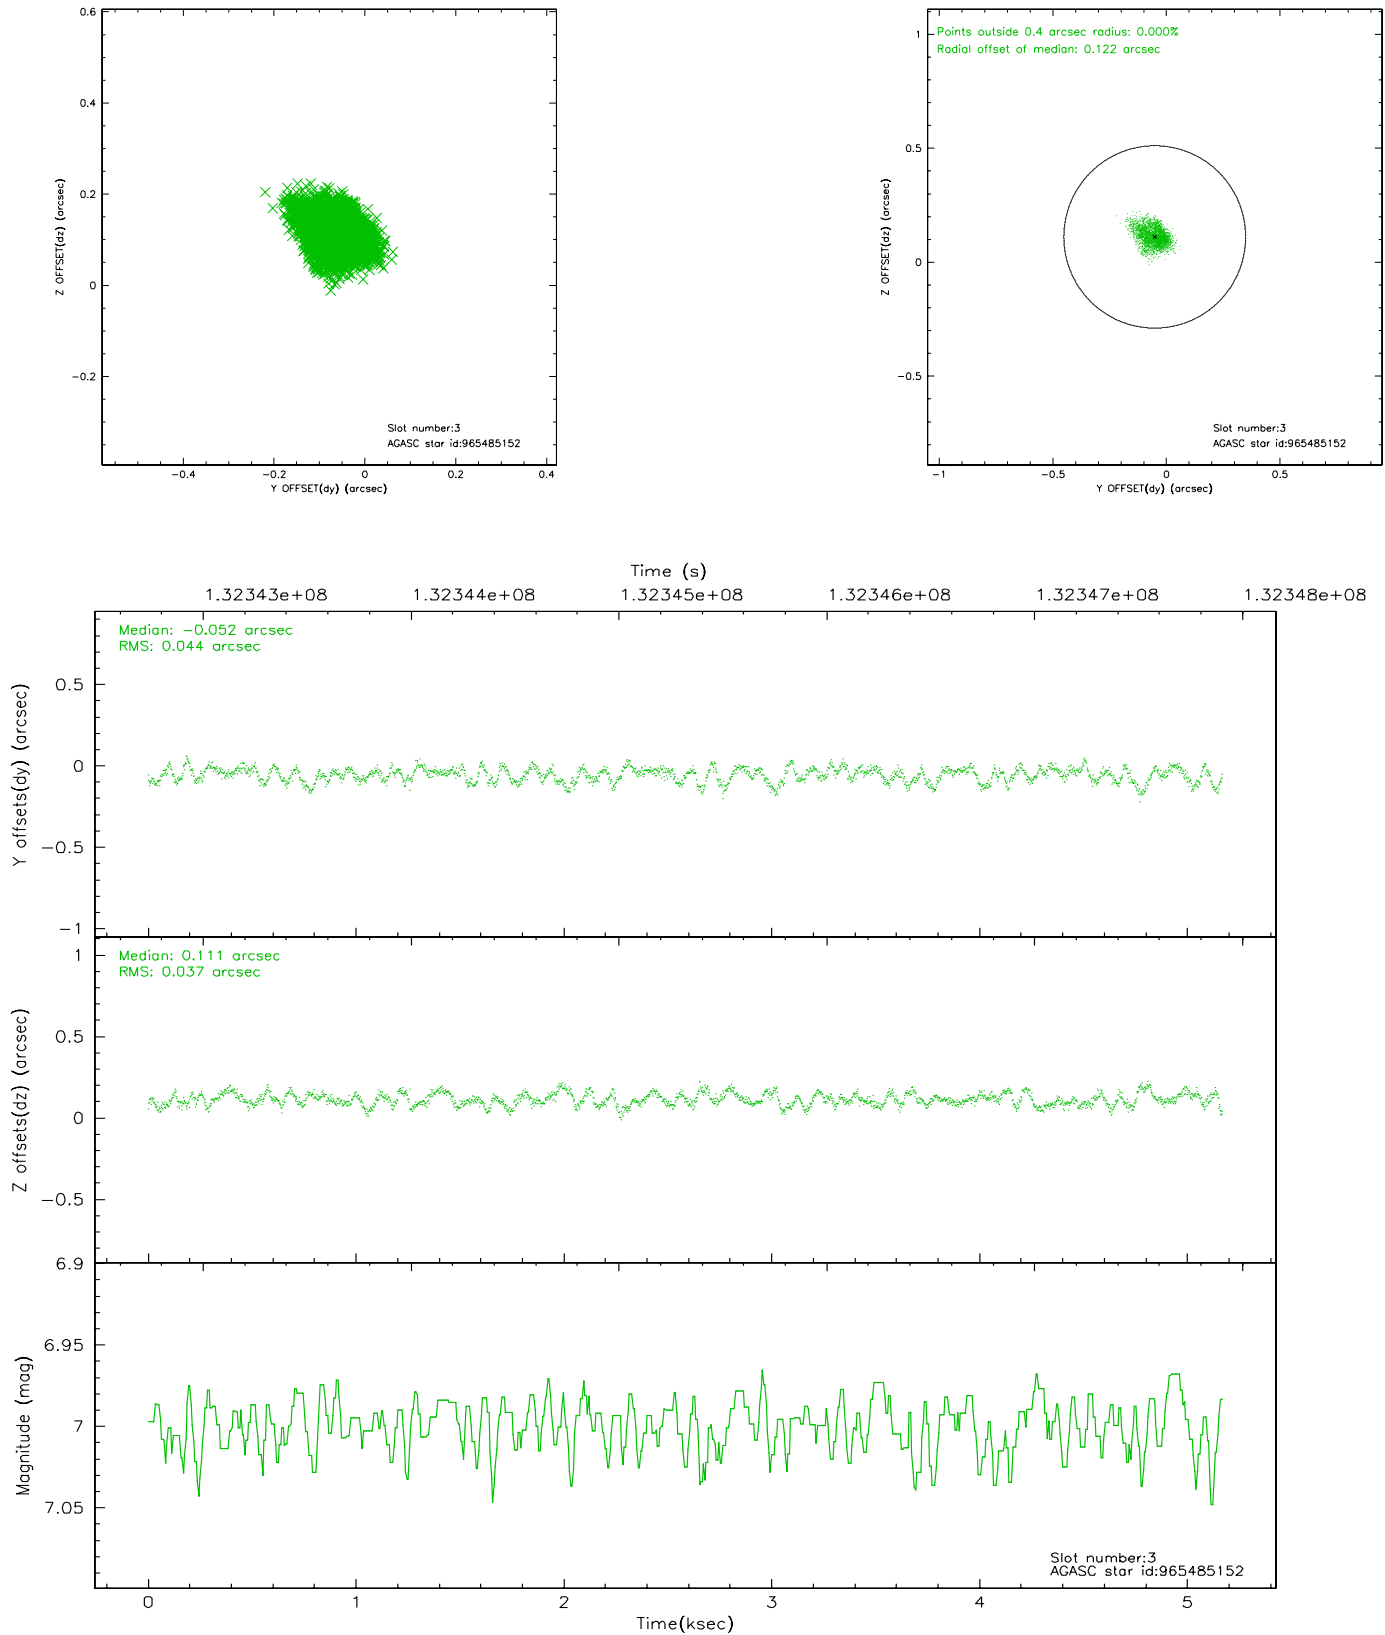 0.6
0.4
0.2
0
−0.2
−0.4
−0.2
0
0.2
0.4
Z OFFSET(dz) (arcsec)
Y OFFSET(dy) (arcsec)
Slot number:3
AGASC star id:965485152
Points outside 0.4 arcsec radius: 0.000%
Radial offset of median: 0.122 arcsec
1
0.5
0
−0.5
−1
−0.5
0
0.5
Z OFFSET(dz) (arcsec)
Y OFFSET(dy) (arcsec)
Slot number:3
AGASC star id:965485152
Time (s)
1.32343e+08 1.32344e+08 1.32345e+08 1.32346e+08 1.32347e+08 1.32348e+08
Median: −0.052 arcsec
RMS: 0.044 arcsec
0.5
0
−0.5
−1
Y offsets(dy) (arcsec)
Median: 0.111 arcsec
RMS: 0.037 arcsec
1
0.5
0
−0.5
Z offsets(dz) (arcsec)
6.9
6.95
7
7.05
Magnitude (mag)
Slot number:3
AGASC star id:965485152
0 1 2 3 4 5
Time(ksec)